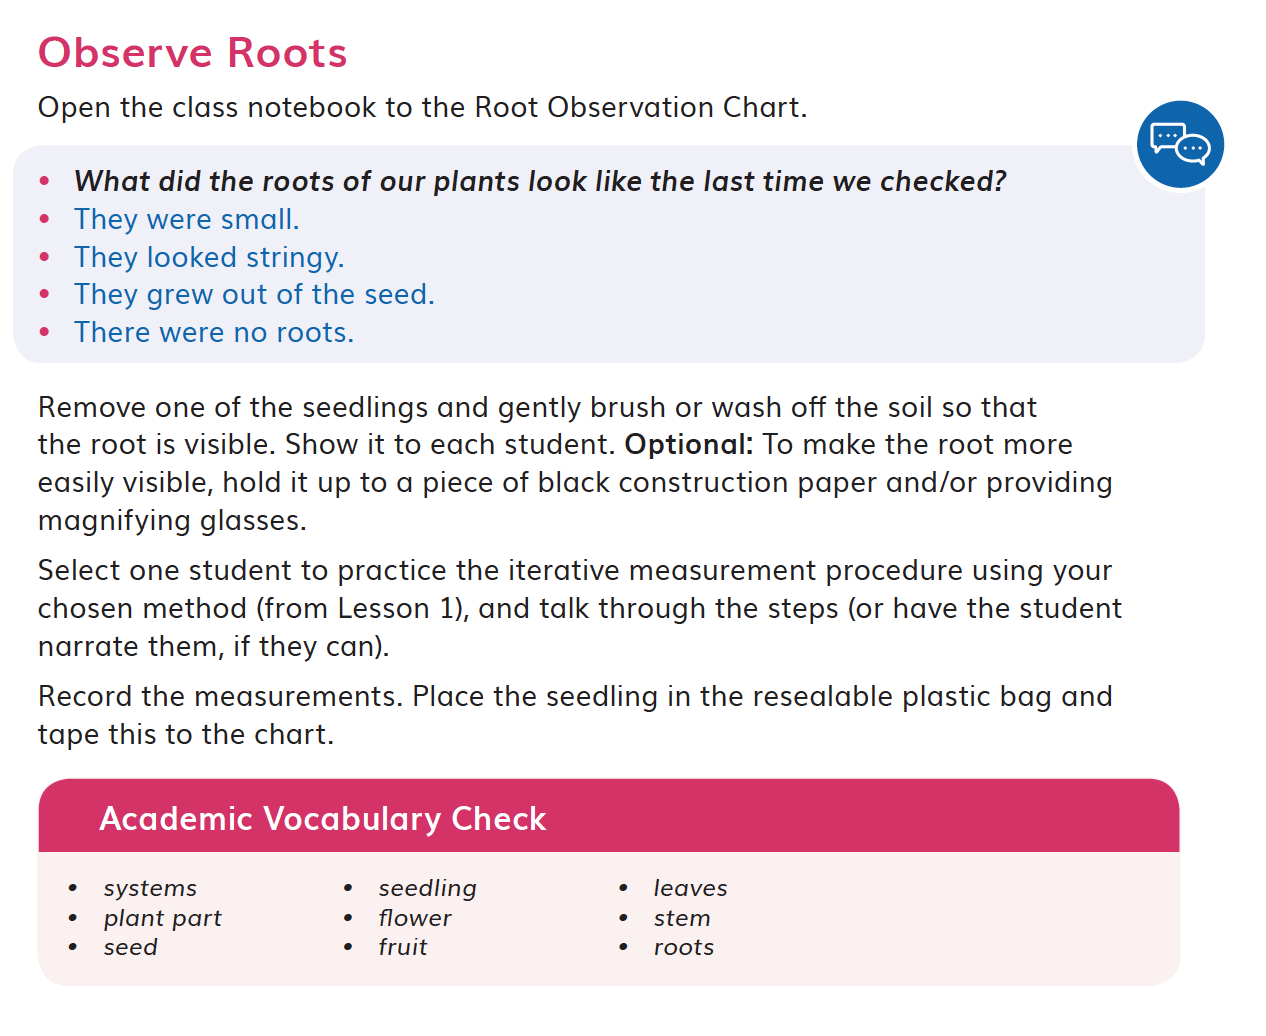 Observe Roots
Open the class notebook to the Root Observation Chart.
• What did the roots of our plants look like the last time we checked?
• They were small.
• They looked stringy.
• They grew out of the seed.
• There were no roots.
Remove one of the seedlings and gently brush or wash off the soil so that
the root is visible. Show it to each student. Optional: To make the root more
easily visible, hold it up to a piece of black construction paper and/or providing
magnifying glasses.
Select one student to practice the iterative measurement procedure using your
chosen method (from Lesson 1), and talk through the steps (or have the student
narrate them, if they can).
Record the measurements. Place the seedling in the resealable plastic bag and
tape this to the chart.
Academic Vocabulary Check
• systems
• plant part
• seed
• seedling
• flower
• fruit
• leaves
• stem
• roots